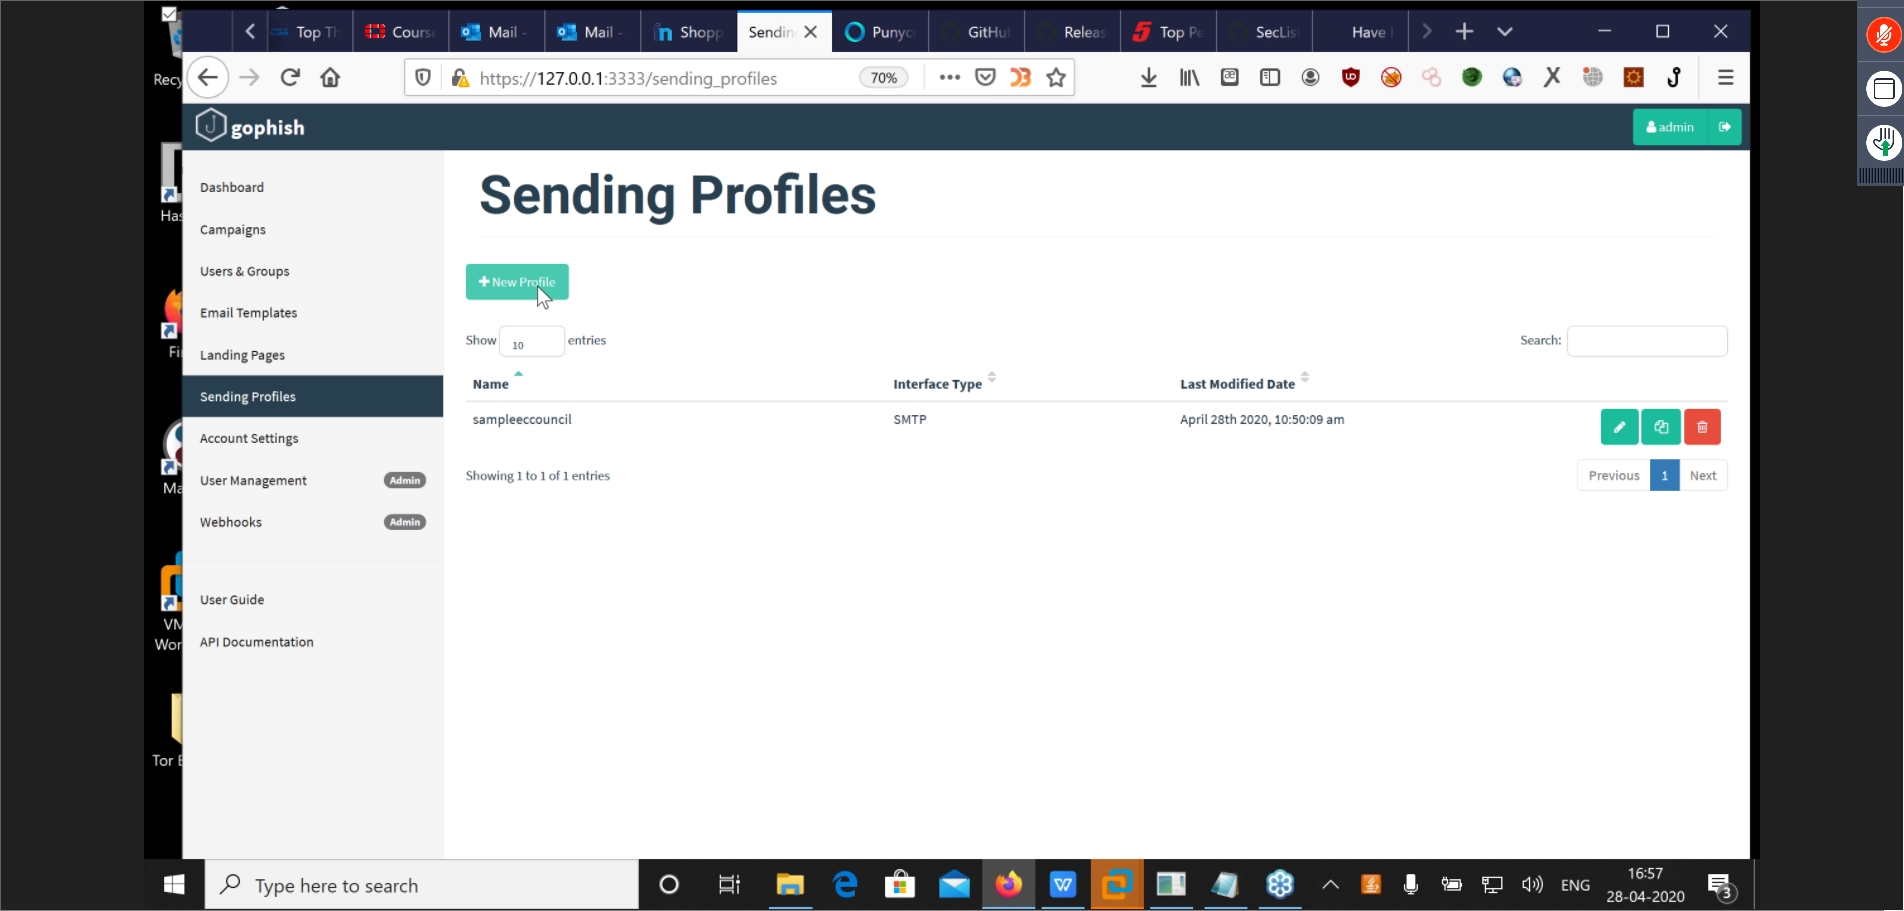 Top Th
Course
Mail -
Mail -
Shopp
Sendin
Punyco
GitHub
Releas
Top Pe
SecLis
Have I
https://127.0.0.1:3333/sending_profiles
70%
gophish
admin
Recy
Has
Fi
Ma
VM
Wor
Tor B
Dashboard
Campaigns
Users & Groups
Email Templates
Landing Pages
Sending Profiles
Account Settings
User Management Admin
Webhooks Admin
User Guide
API Documentation
Sending Profiles
New Profile
Show 10 entries
Search:
Name Interface Type Last Modified Date
sampleeccouncil SMTP April 28th 2020, 10:50:09 am
Showing 1 to 1 of 1 entries
Previous 1 Next
Type here to search
ENG
16:57
28-04-2020
3